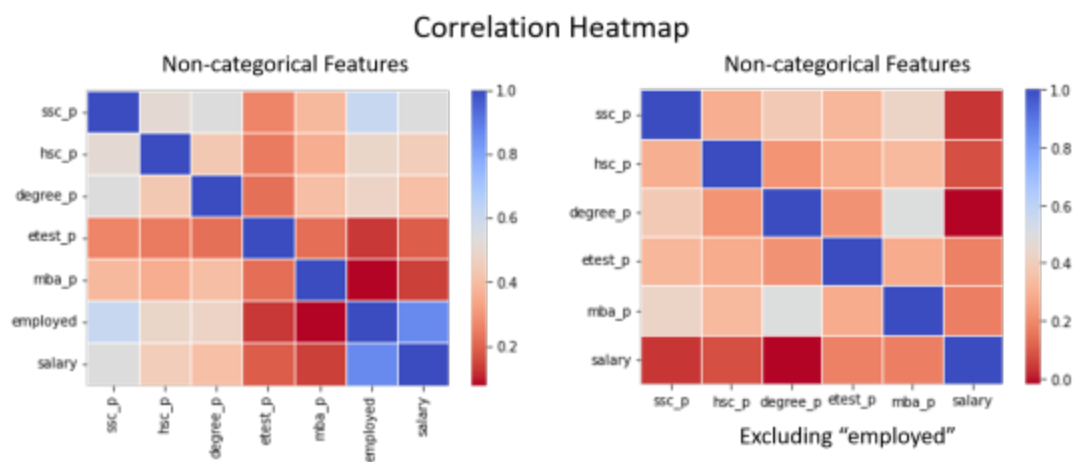 Correlation Heatmap
Non-categorical Features
ssc_p
hsc_p
degree_p
etest_p
mba_p
employed
salary
ssc_p hsc_p degree_p etest_p mba_p employed salary
1.0
0.8
0.6
0.4
0.2
Non-categorical Features
ssc_p
hsc_p
degree_p
etest_p
mba_p
salary
ssc_p hsc_p degree_p etest_p mba_p salary
1.0
0.8
0.6
0.4
0.2
0.0
Excluding “employed”